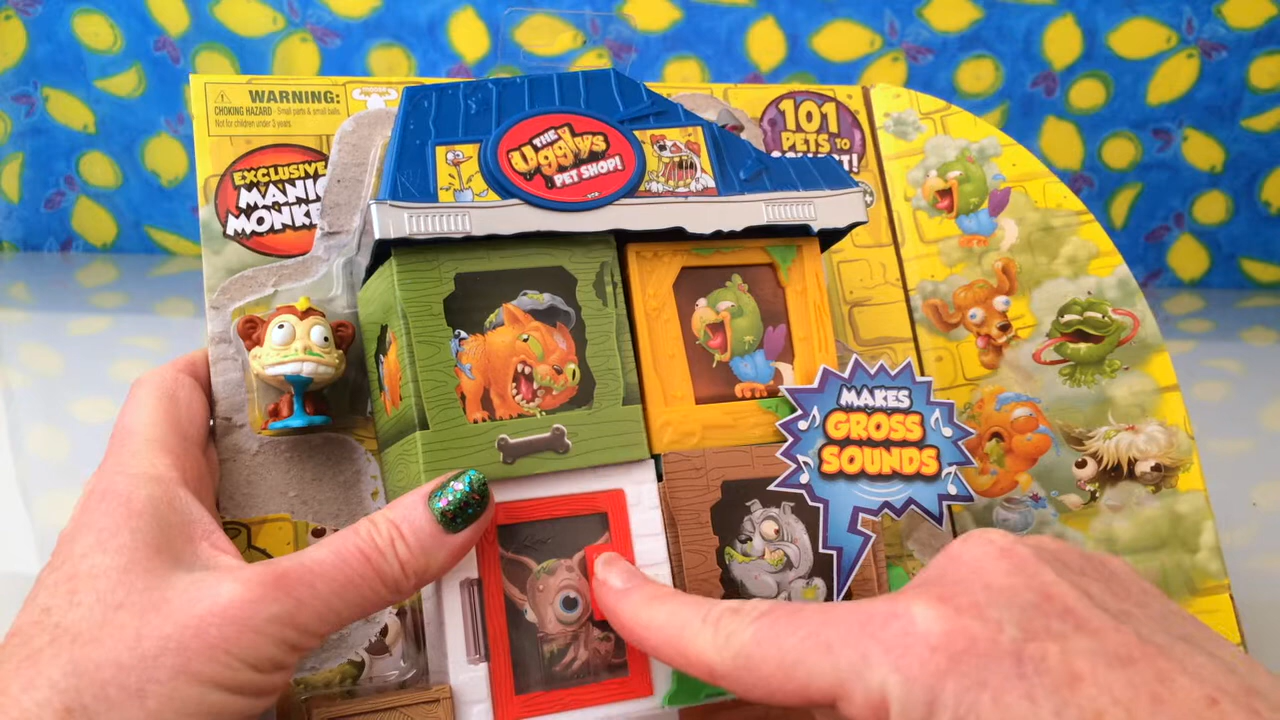 WARNING:
CHOKING HAZARD - Small parts & small balls.
Not for children under 3 years.
moose
EXCLUSIVE
MANIC
THE
Ugglys
PET SHOP!
101
PETS TO
MAKES
GROSS
SOUNDS